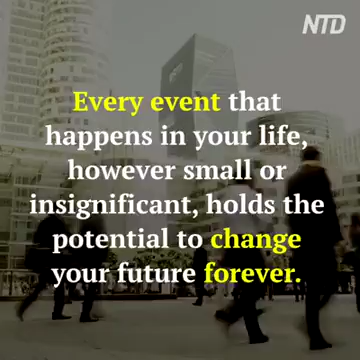 NTD
Every event that
happens in your life,
however small or
insignificant, holds the
potential to change
your future forever.